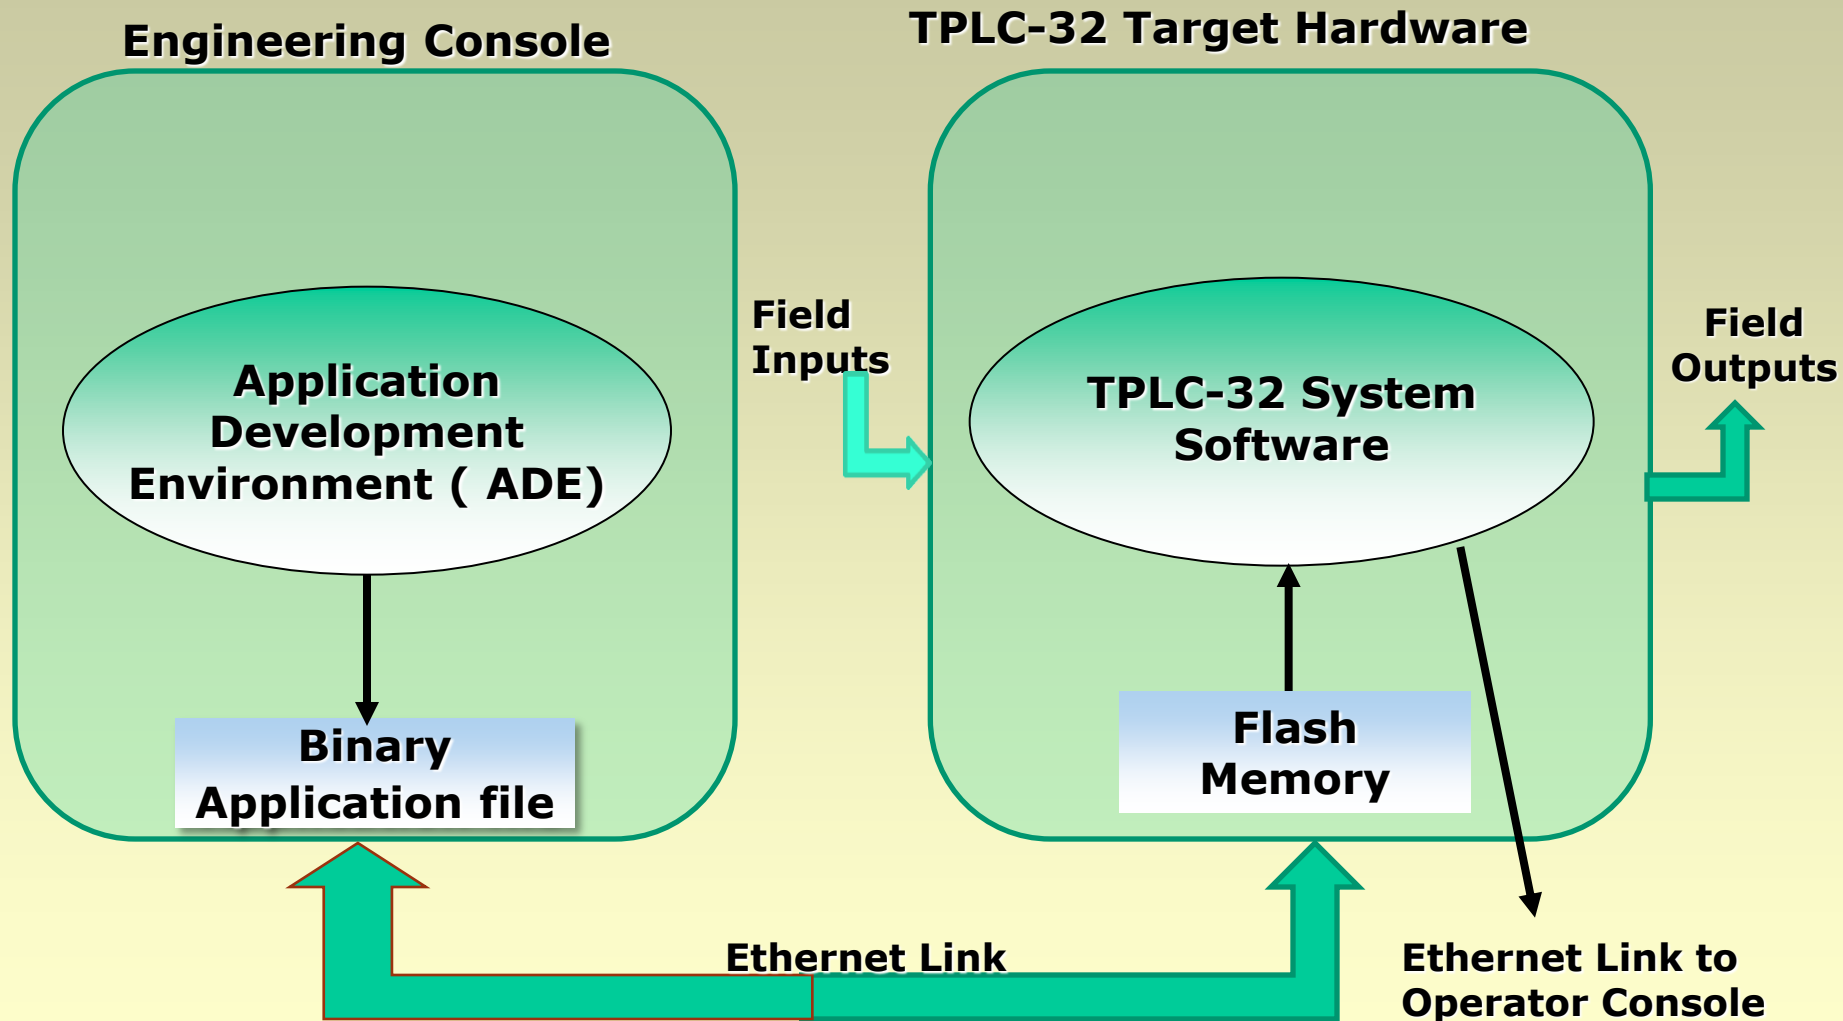 Engineering Console
TPLC-32 Target Hardware
Application
Development
Environment ( ADE)
Binary
Application file
Field
Inputs
TPLC-32 System
Software
Flash
Memory
Field
Outputs
Ethernet Link
Ethernet Link to
Operator Console